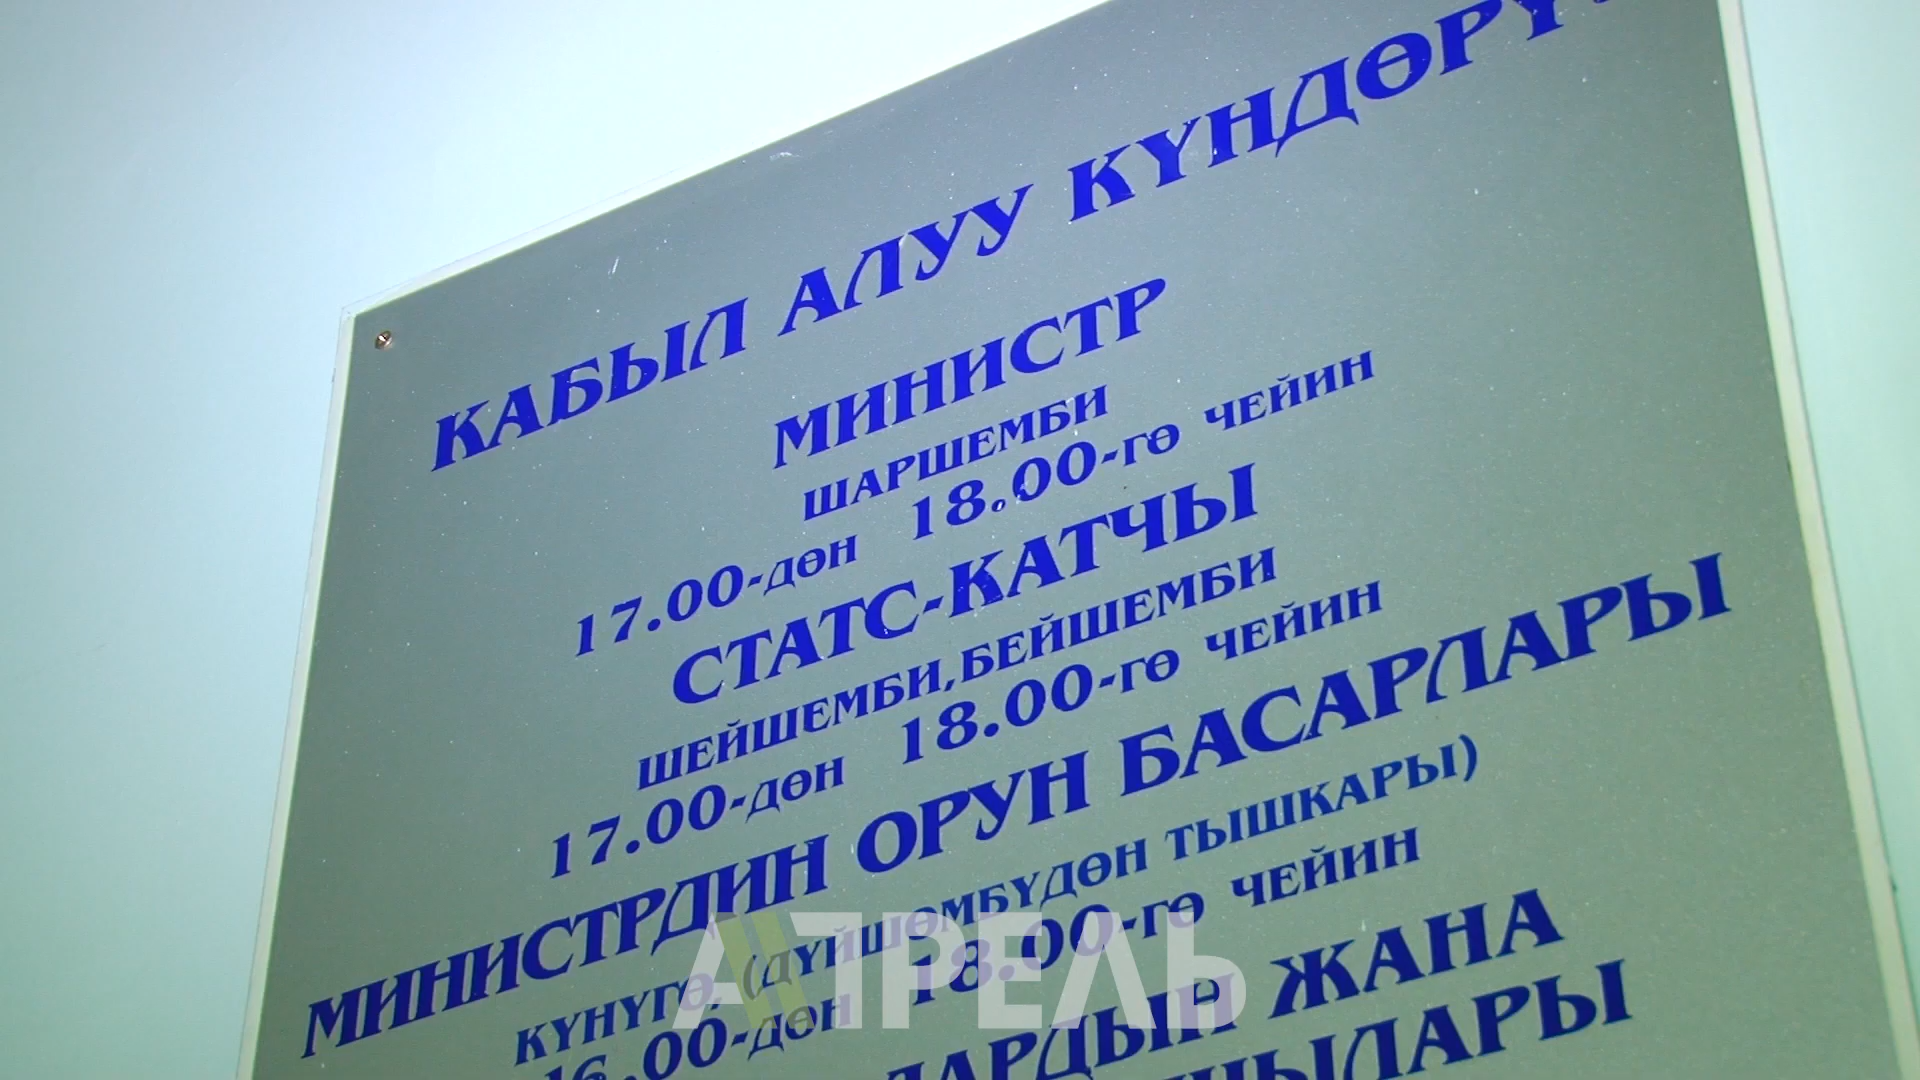 КАБЫЛ АЛУУ
МИНИСТР
ШАРШЕМБИ
17.00-дөн 18.00-гө ЧЕЙИН
СТАТС-КАТЧЫ
ШЕЙШЕМБИ,БЕЙШЕМБИ
17.00-дөн 18.00-гө ЧЕЙИН
МИНИСТРДИН ОРУН БАСАРЛАРЫ
КҮНҮГӨ (ДҮЙШӨМБҮДӨН ТЫШКАРЫ)
16.00-дөн 18.00-гө ЧЕЙИН
ЖАНА
АПРЕЛЬ